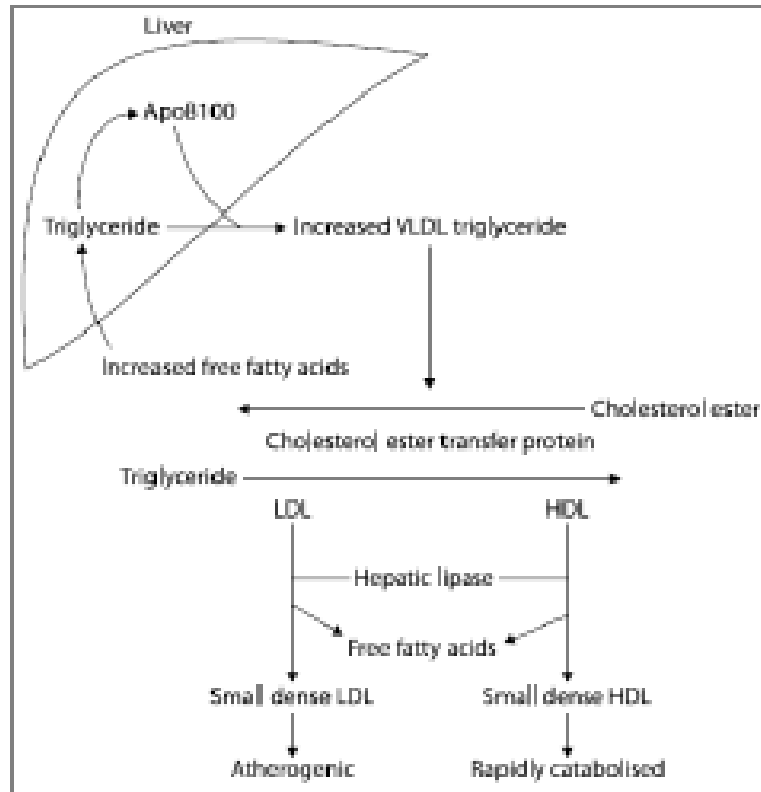 Liver
ApoB100
Triglyceride
Increased VLDL triglyceride
Increased free fatty acids
Cholesterol ester
Cholesterol ester transfer protein
Triglyceride
LDL
HDL
Hepatic lipase
Free fatty acids
Small dense LDL
Small dense HDL
Atherogenic
Rapidly catabolised